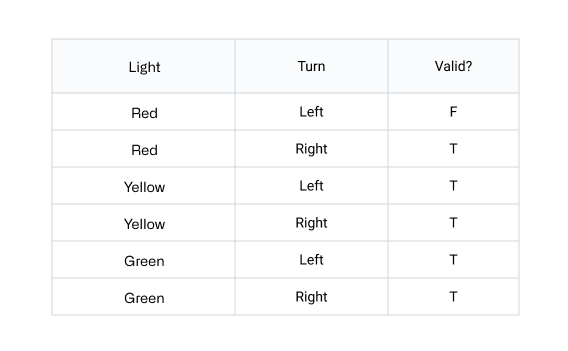 Light Turn Valid?
Red Left F
Red Right T
Yellow Left T
Yellow Right T
Green Left T
Green Right T